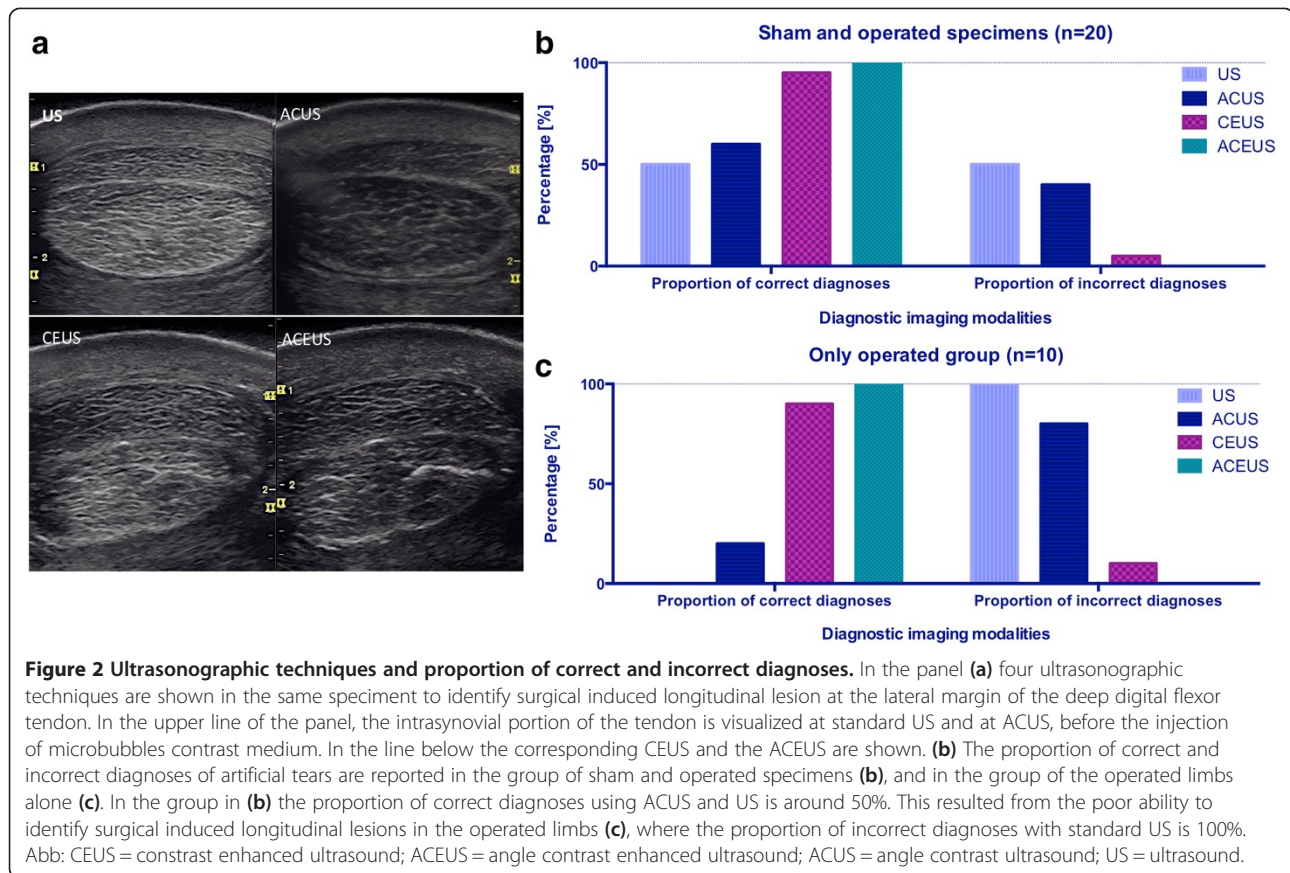 a
US
ACUS
1
1
2
2
CEUS
ACEUS
1
1
2
2
b
Sham and operated specimens (n=20)
Percentage [%]
100
50
0
US
ACUS
CEUS
ACEUS
Proportion of correct diagnoses
Proportion of incorrect diagnoses
Diagnostic imaging modalities
c
Only operated group (n=10)
Percentage [%]
100
50
0
US
ACUS
CEUS
ACEUS
Proportion of correct diagnoses
Proportion of incorrect diagnoses
Diagnostic imaging modalities
Figure 2 Ultrasonographic techniques and proportion of correct and incorrect diagnoses. In the panel (a) four ultrasonographic
techniques are shown in the same speciment to identify surgical induced longitudinal lesion at the lateral margin of the deep digital flexor
tendon. In the upper line of the panel, the intrasynovial portion of the tendon is visualized at standard US and at ACUS, before the injection
of microbubbles contrast medium. In the line below the corresponding CEUS and the ACEUS are shown. (b) The proportion of correct and
incorrect diagnoses of artificial tears are reported in the group of sham and operated specimens (b), and in the group of the operated limbs
alone (c). In the group in (b) the proportion of correct diagnoses using ACUS and US is around 50%. This resulted from the poor ability to
identify surgical induced longitudinal lesions in the operated limbs (c), where the proportion of incorrect diagnoses with standard US is 100%.
Abb: CEUS = constrast enhanced ultrasound; ACEUS = angle contrast enhanced ultrasound; ACUS = angle contrast ultrasound; US = ultrasound.